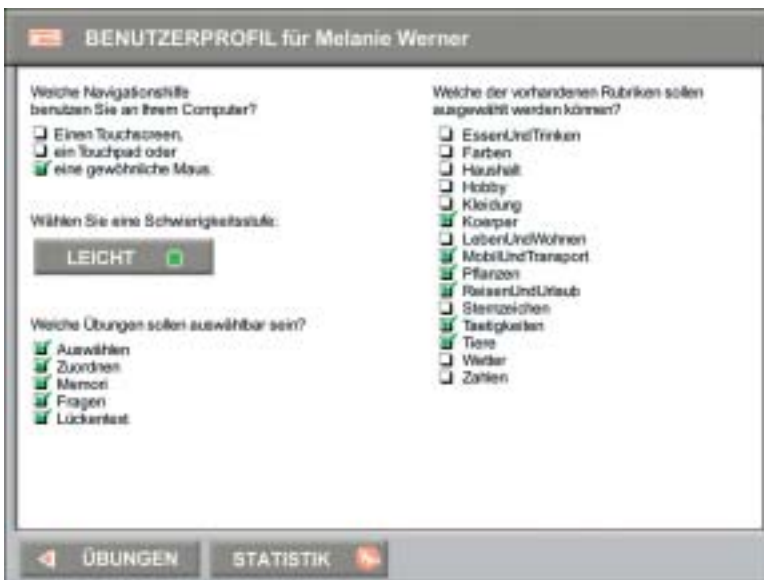 BENUTZERPROFIL für Melanie Werner
Welche Navigationshilfe
benutzen Sie an Ihrem Computer?
Einen Touchscreen,
ein Touchpad oder
eine gewöhnliche Maus.
Wählen Sie eine Schwierigkeitsstufe:
LEICHT
Welche Übungen sollen auswählbar sein?
Auswählen
Zuordnen
Memori
Fragen
Lückentext
Welche der vorhandenen Rubriken sollen
ausgewählt werden können?
EssenUndTrinken
Farben
Haushalt
Hobby
Kleidung
Koerper
LebenUndWohnen
MobilUndTransport
Pflanzen
ReisenUndUrlaub
Sternzeichen
Taetigkeiten
Tiere
Wetter
Zahlen
ÜBUNGEN
STATISTIK